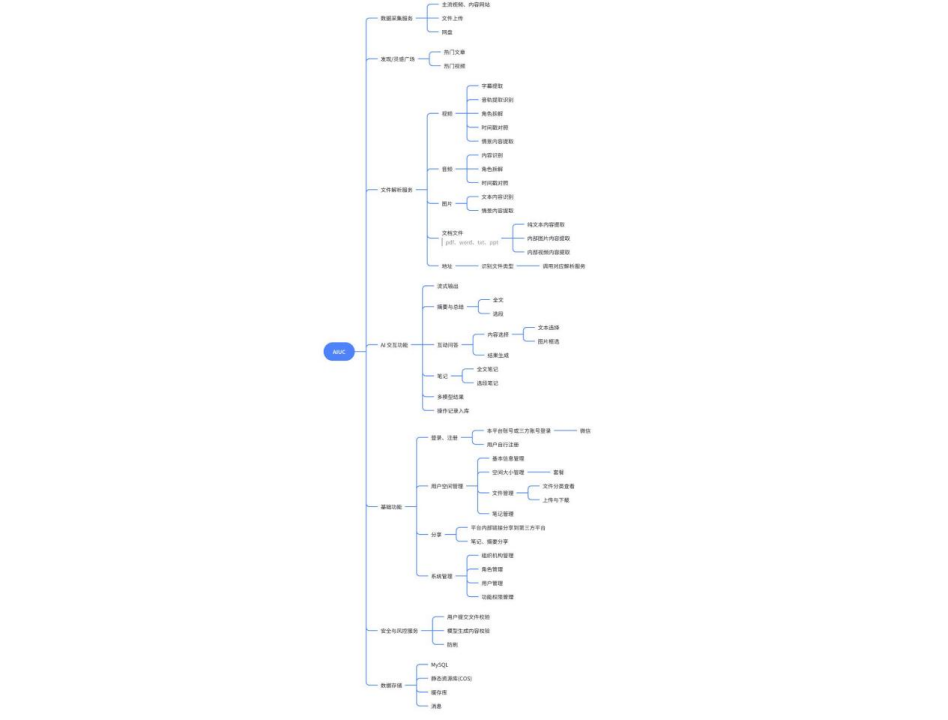 主流视频、内容网站
数据采集服务
文件上传
网盘
热门文章
发现/灵感广场
热门视频
字幕提取
音轨提取识别
视频
角色拆解
时间戳对照
情景内容提取
内容识别
音频
角色拆解
时间戳对照
文件解析服务
文本内容识别
图片
情景内容提取
纯文本内容提取
文档文件
pdf、word、txt、ppt
内部图片内容提取
内部视频内容提取
地址
识别文件类型
调用对应解析服务
流式输出
全文
摘要与总结
选段
文本选择
内容选择
图片框选
AIUC
AI 交互功能
互动问答
结果生成
全文笔记
笔记
选段笔记
多模型结果
操作记录入库
本平台账号或三方账号登录
微信
登录、注册
用户自行注册
基本信息管理
空间大小管理
套餐
用户空间管理
文件分类查看
文件管理
上传与下载
基础功能
笔记管理
平台内部链接分享到第三方平台
分享
笔记、摘要分享
组织机构管理
角色管理
系统管理
用户管理
功能权限管理
用户提交文件校验
安全与风控服务
模型生成内容校验
防刷
MySQL
静态资源库(COS)
数据存储
缓存库
消息